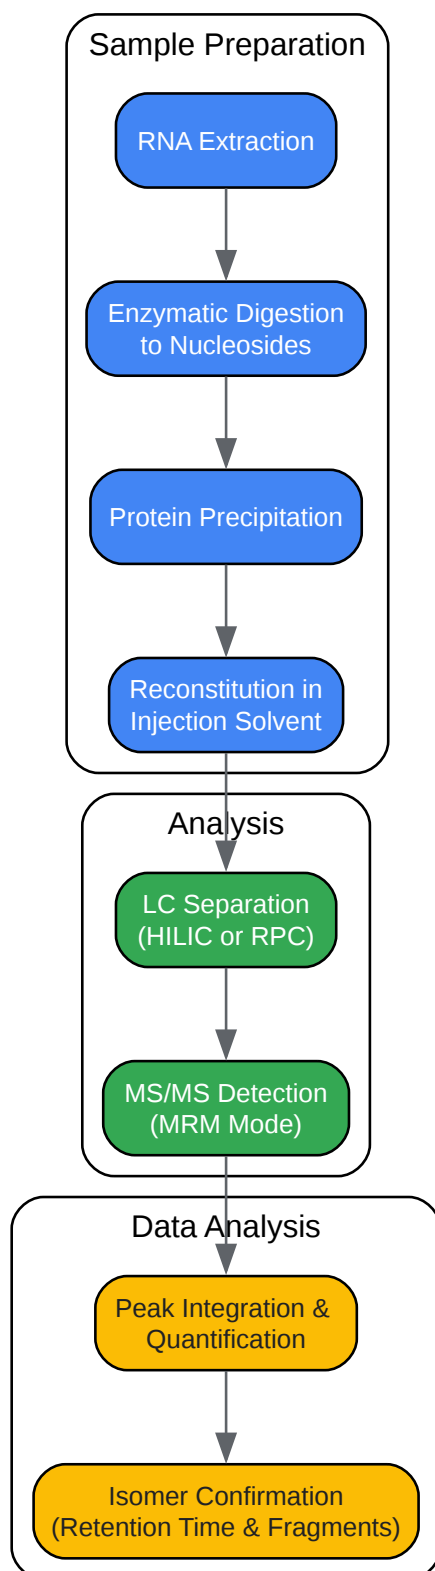 Sample Preparation
RNA Extraction
Enzymatic Digestion
to Nucleosides
Protein Precipitation
Reconstitution in
Injection Solvent
Analysis
LC Separation
(HILIC or RPC)
MS/MS Detection
(MRM Mode)
Data Analysis
Peak Integration &
Quantification
Isomer Confirmation
(Retention Time & Fragments)